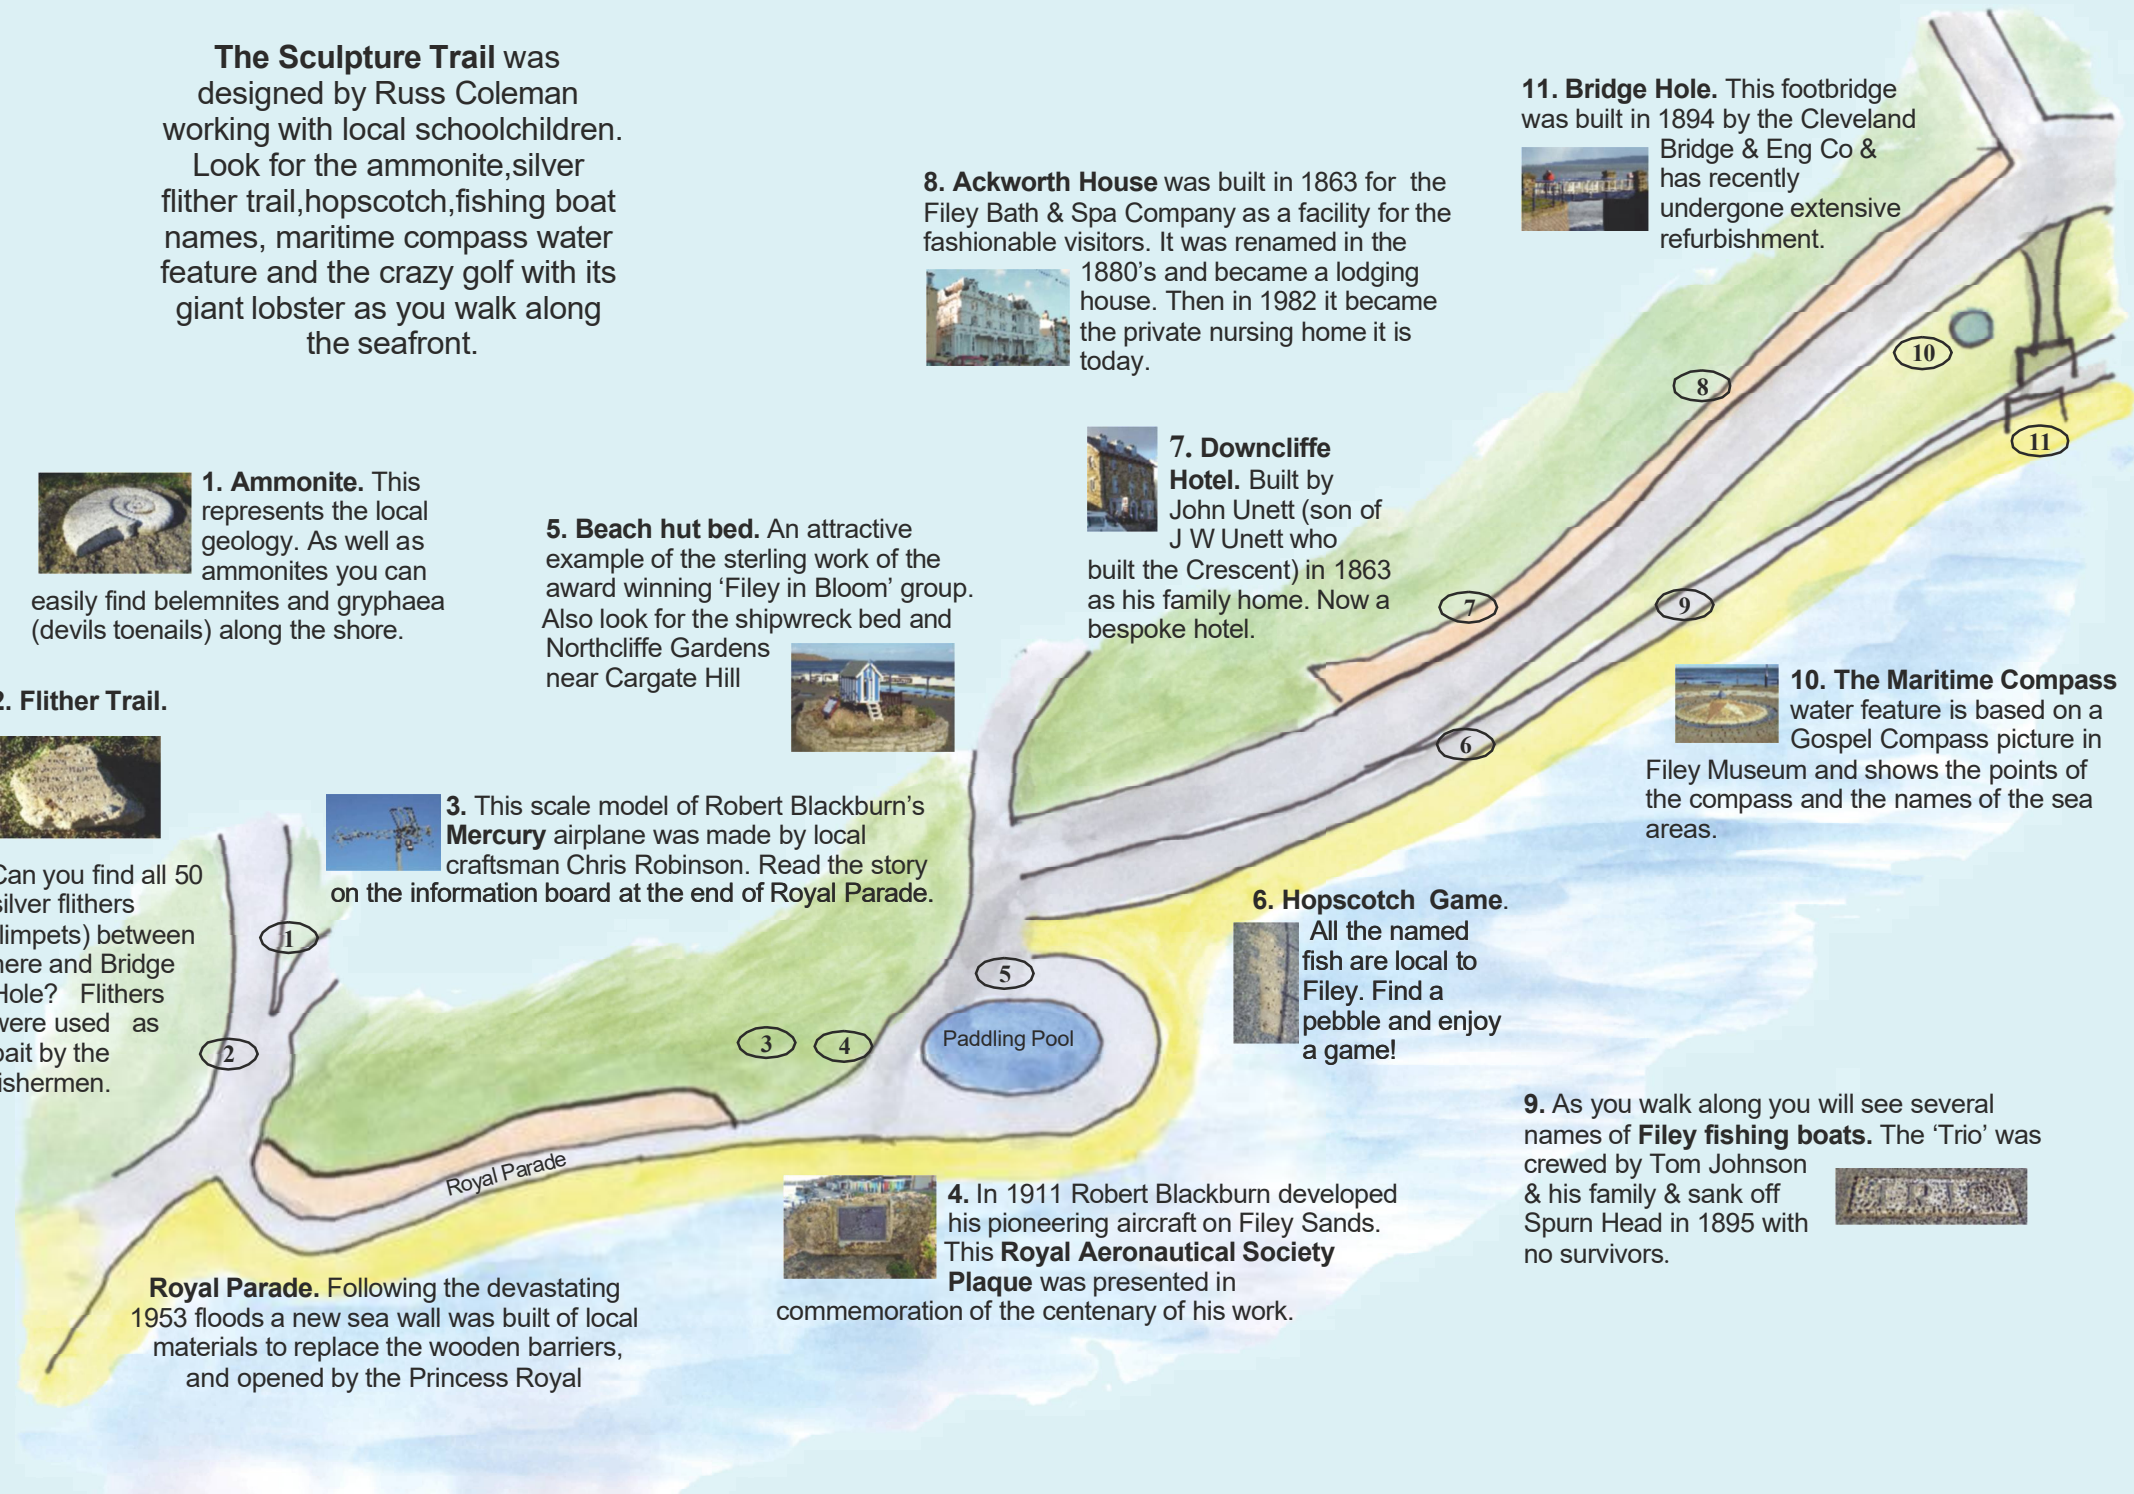 The Sculpture Trail was
designed by Russ Coleman
working with local schoolchildren.
Look for the ammonite,silver
flither trail,hopscotch,fishing boat
names, maritime compass water
feature and the crazy golf with its
giant lobster as you walk along
the seafront.
1. Ammonite. This
represents the local
geology. As well as
ammonites you can
easily find belemnites and gryphaea
(devils toenails) along the shore.
2. Flither Trail.
Can you find all 50
silver flithers
limpets) between
here and Bridge
Hole? Flithers
were used as
bait by the
fishermen.
3. This scale model of Robert Blackburn's
Mercury airplane was made by local
craftsman Chris Robinson. Read the story
on the information board at the end of Royal Parade.
5. Beach hut bed. An attractive
example of the sterling work of the
award winning 'Filey in Bloom' group.
Also look for the shipwreck bed and
Northcliffe Gardens
near Cargate Hill
8. Ackworth House was built in 1863 for the
Filey Bath & Spa Company as a facility for the
fashionable visitors. It was renamed in the
1880's and became a lodging
house. Then in 1982 it became
the private nursing home it is
today.
7. Downcliffe
Hotel. Built by
John Unett (son of
J W Unett who
built the Crescent) in 1863
as his family home. Now a
bespoke hotel.
11. Bridge Hole. This footbridge
was built in 1894 by the Cleveland
Bridge & Eng Co &
has recently
undergone extensive
refurbishment.
10. The Maritime Compass
water feature is based on a
Gospel Compass picture in
Filey Museum and shows the points of
the compass and the names of the sea
areas.
6. Hopscotch Game.
All the named
fish are local to
Filey. Find a
pebble and enjoy
a game!
9. As you walk along you will see several
names of Filey fishing boats. The 'Trio' was
crewed by Tom Johnson
& his family & sank off
Spurn Head in 1895 with
no survivors.
TRIO
4. In 1911 Robert Blackburn developed
his pioneering aircraft on Filey Sands.
This Royal Aeronautical Society
Plaque was presented in
commemoration of the centenary of his work.
Royal Parade. Following the devastating
1953 floods a new sea wall was built of local
materials to replace the wooden barriers,
and opened by the Princess Royal
Royal Parade
Paddling Pool
1
2
3
4
5
6
7
8
9
10
11